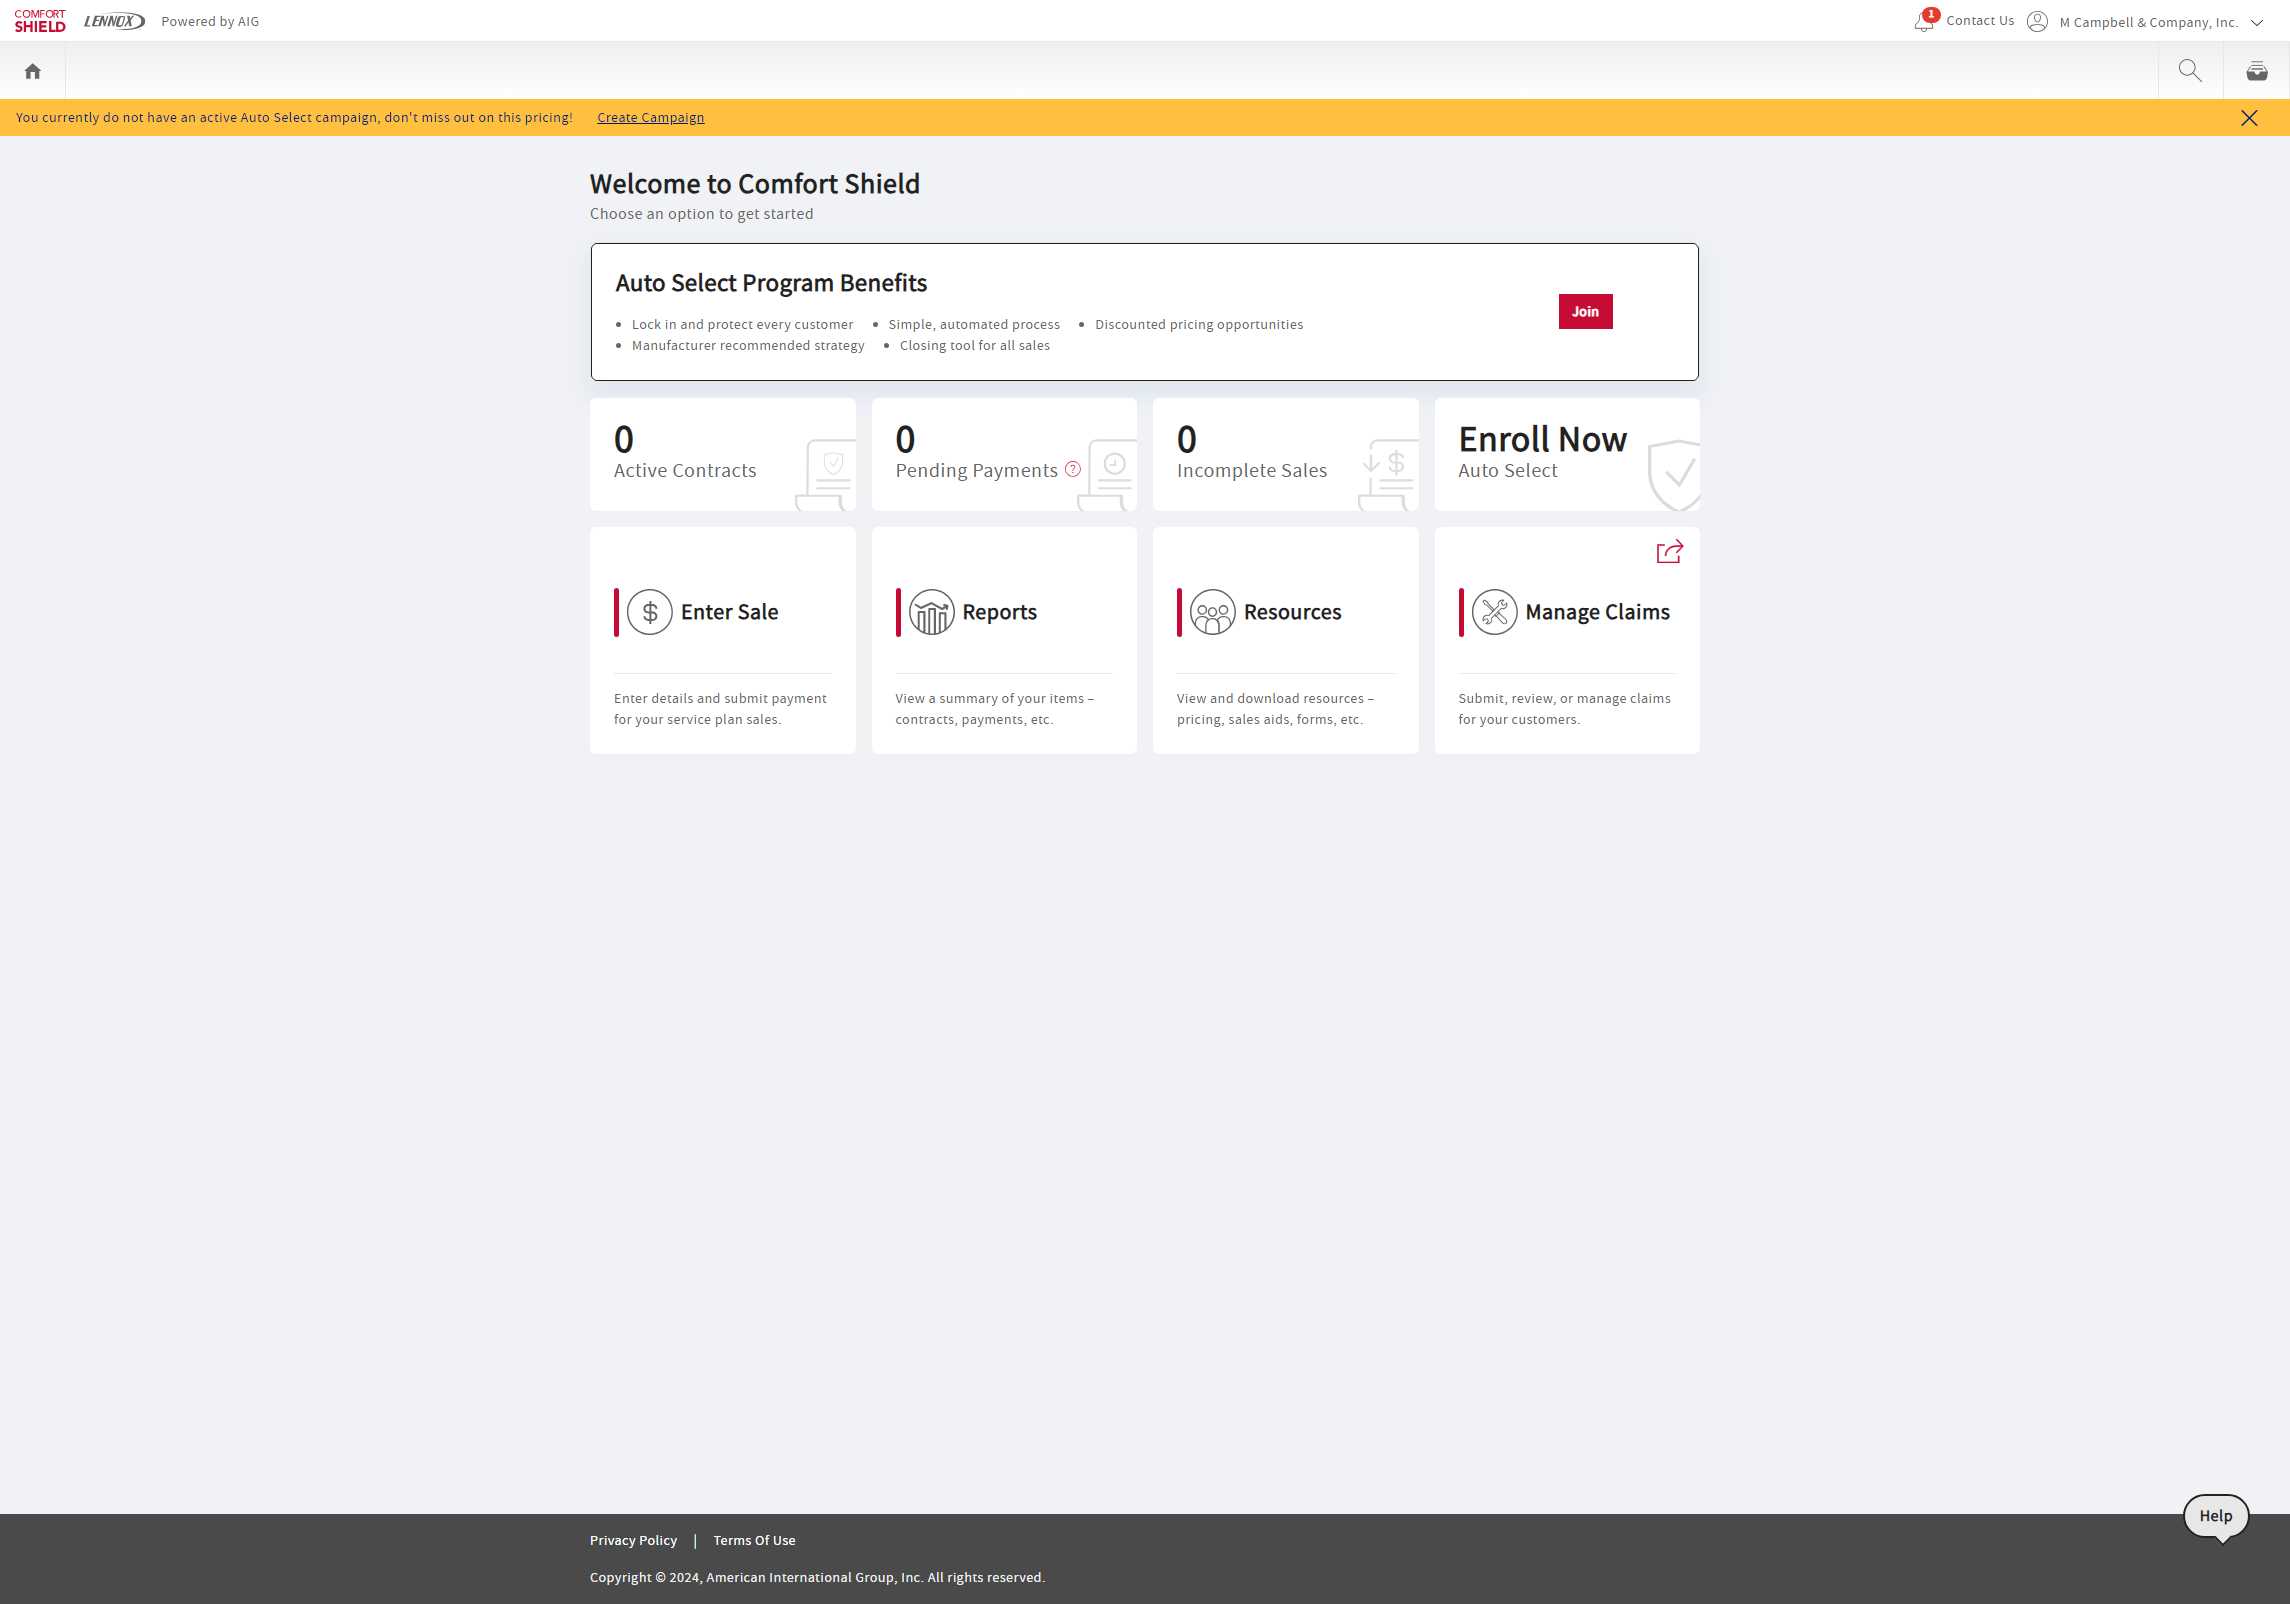 COMFORT
SHIELD
LENNOX
Powered by AIG
1
Contact Us
M Campbell & Company, Inc.
You currently do not have an active Auto Select campaign, don't miss out on this pricing! Create Campaign
Welcome to Comfort Shield
Choose an option to get started
Auto Select Program Benefits
Lock in and protect every customer
Simple, automated process
Discounted pricing opportunities
Manufacturer recommended strategy
Closing tool for all sales
Join
0
Active Contracts
0
Pending Payments ?
0
Incomplete Sales
$
Enroll Now
Auto Select
$
Enter Sale
Enter details and submit payment
for your service plan sales.
Reports
View a summary of your items –
contracts, payments, etc.
Resources
View and download resources –
pricing, sales aids, forms, etc.
Manage Claims
Submit, review, or manage claims
for your customers.
Help
Privacy Policy | Terms Of Use
Copyright © 2024, American International Group, Inc. All rights reserved.